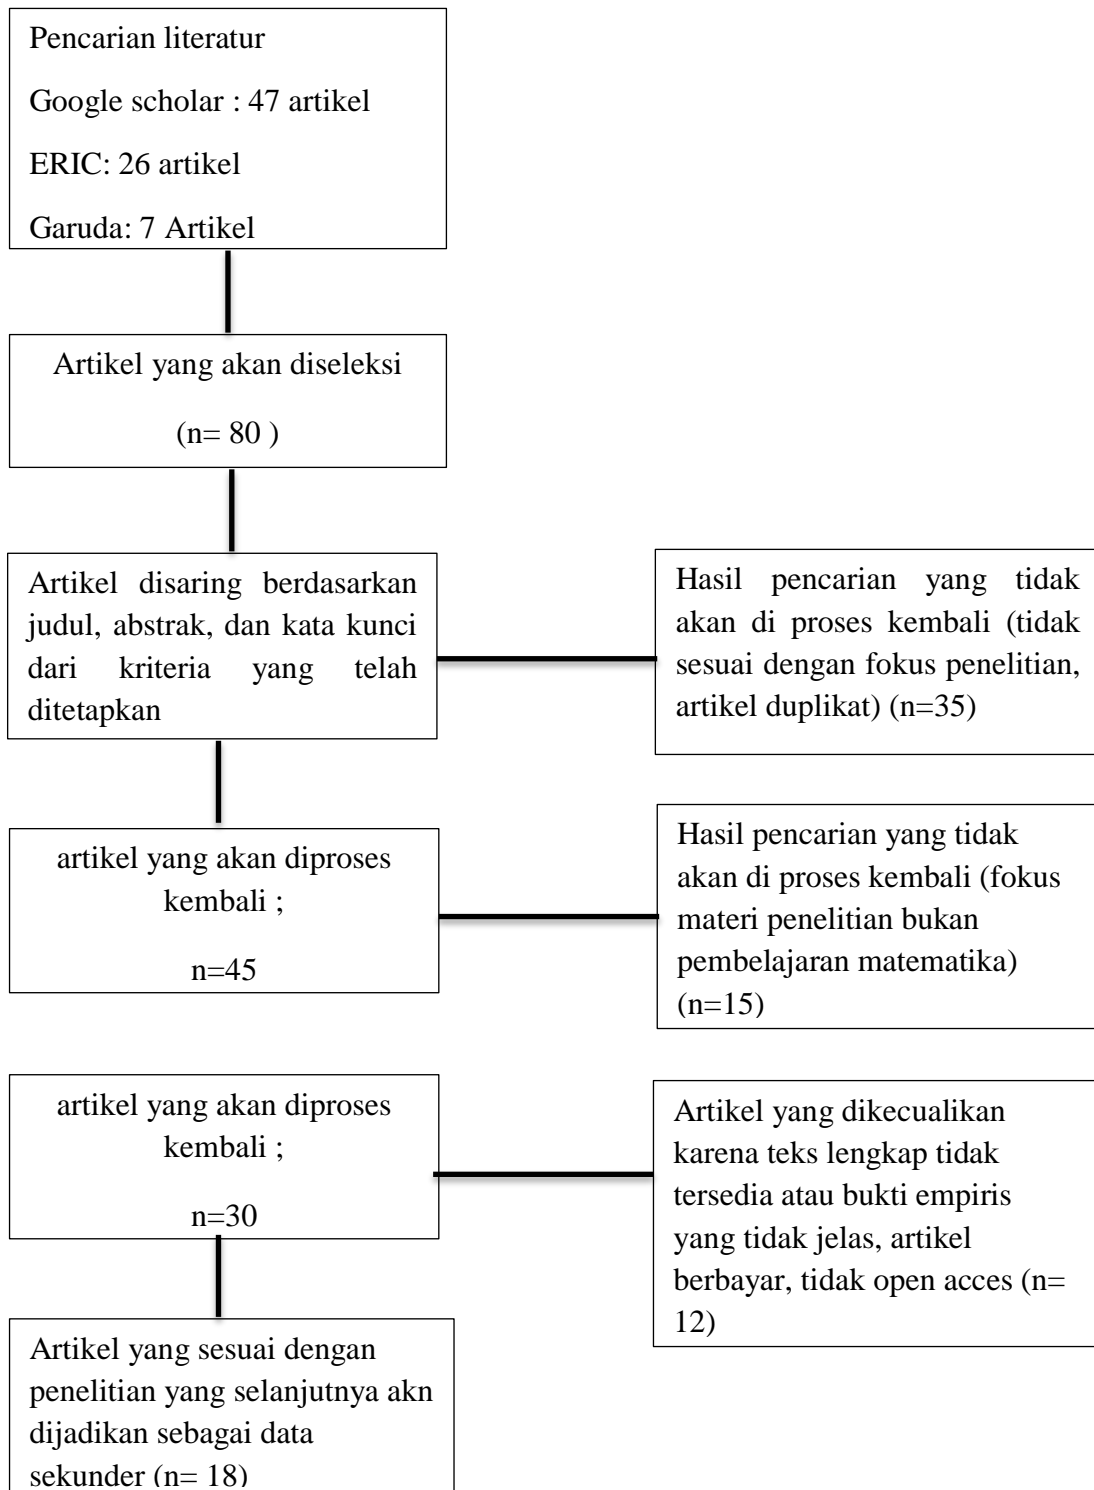 Pencarian literatur
Google scholar : 47 artikel
ERIC: 26 artikel
Garuda: 7 Artikel
Artikel yang akan diseleksi
(n= 80 )
Artikel disaring berdasarkan
judul, abstrak, dan kata kunci
dari kriteria yang telah
ditetapkan
Hasil pencarian yang tidak
akan di proses kembali (tidak
sesuai dengan fokus penelitian,
artikel duplikat) (n=35)
artikel yang akan diproses
kembali ;
n=45
Hasil pencarian yang tidak
akan di proses kembali (fokus
materi penelitian bukan
pembelajaran matematika)
(n=15)
artikel yang akan diproses
kembali ;
n=30
Artikel yang dikecualikan
karena teks lengkap tidak
tersedia atau bukti empiris
yang tidak jelas, artikel
berbayar, tidak open acces (n=
12)
Artikel yang sesuai dengan
penelitian yang selanjutnya akn
dijadikan sebagai data
sekunder (n= 18)